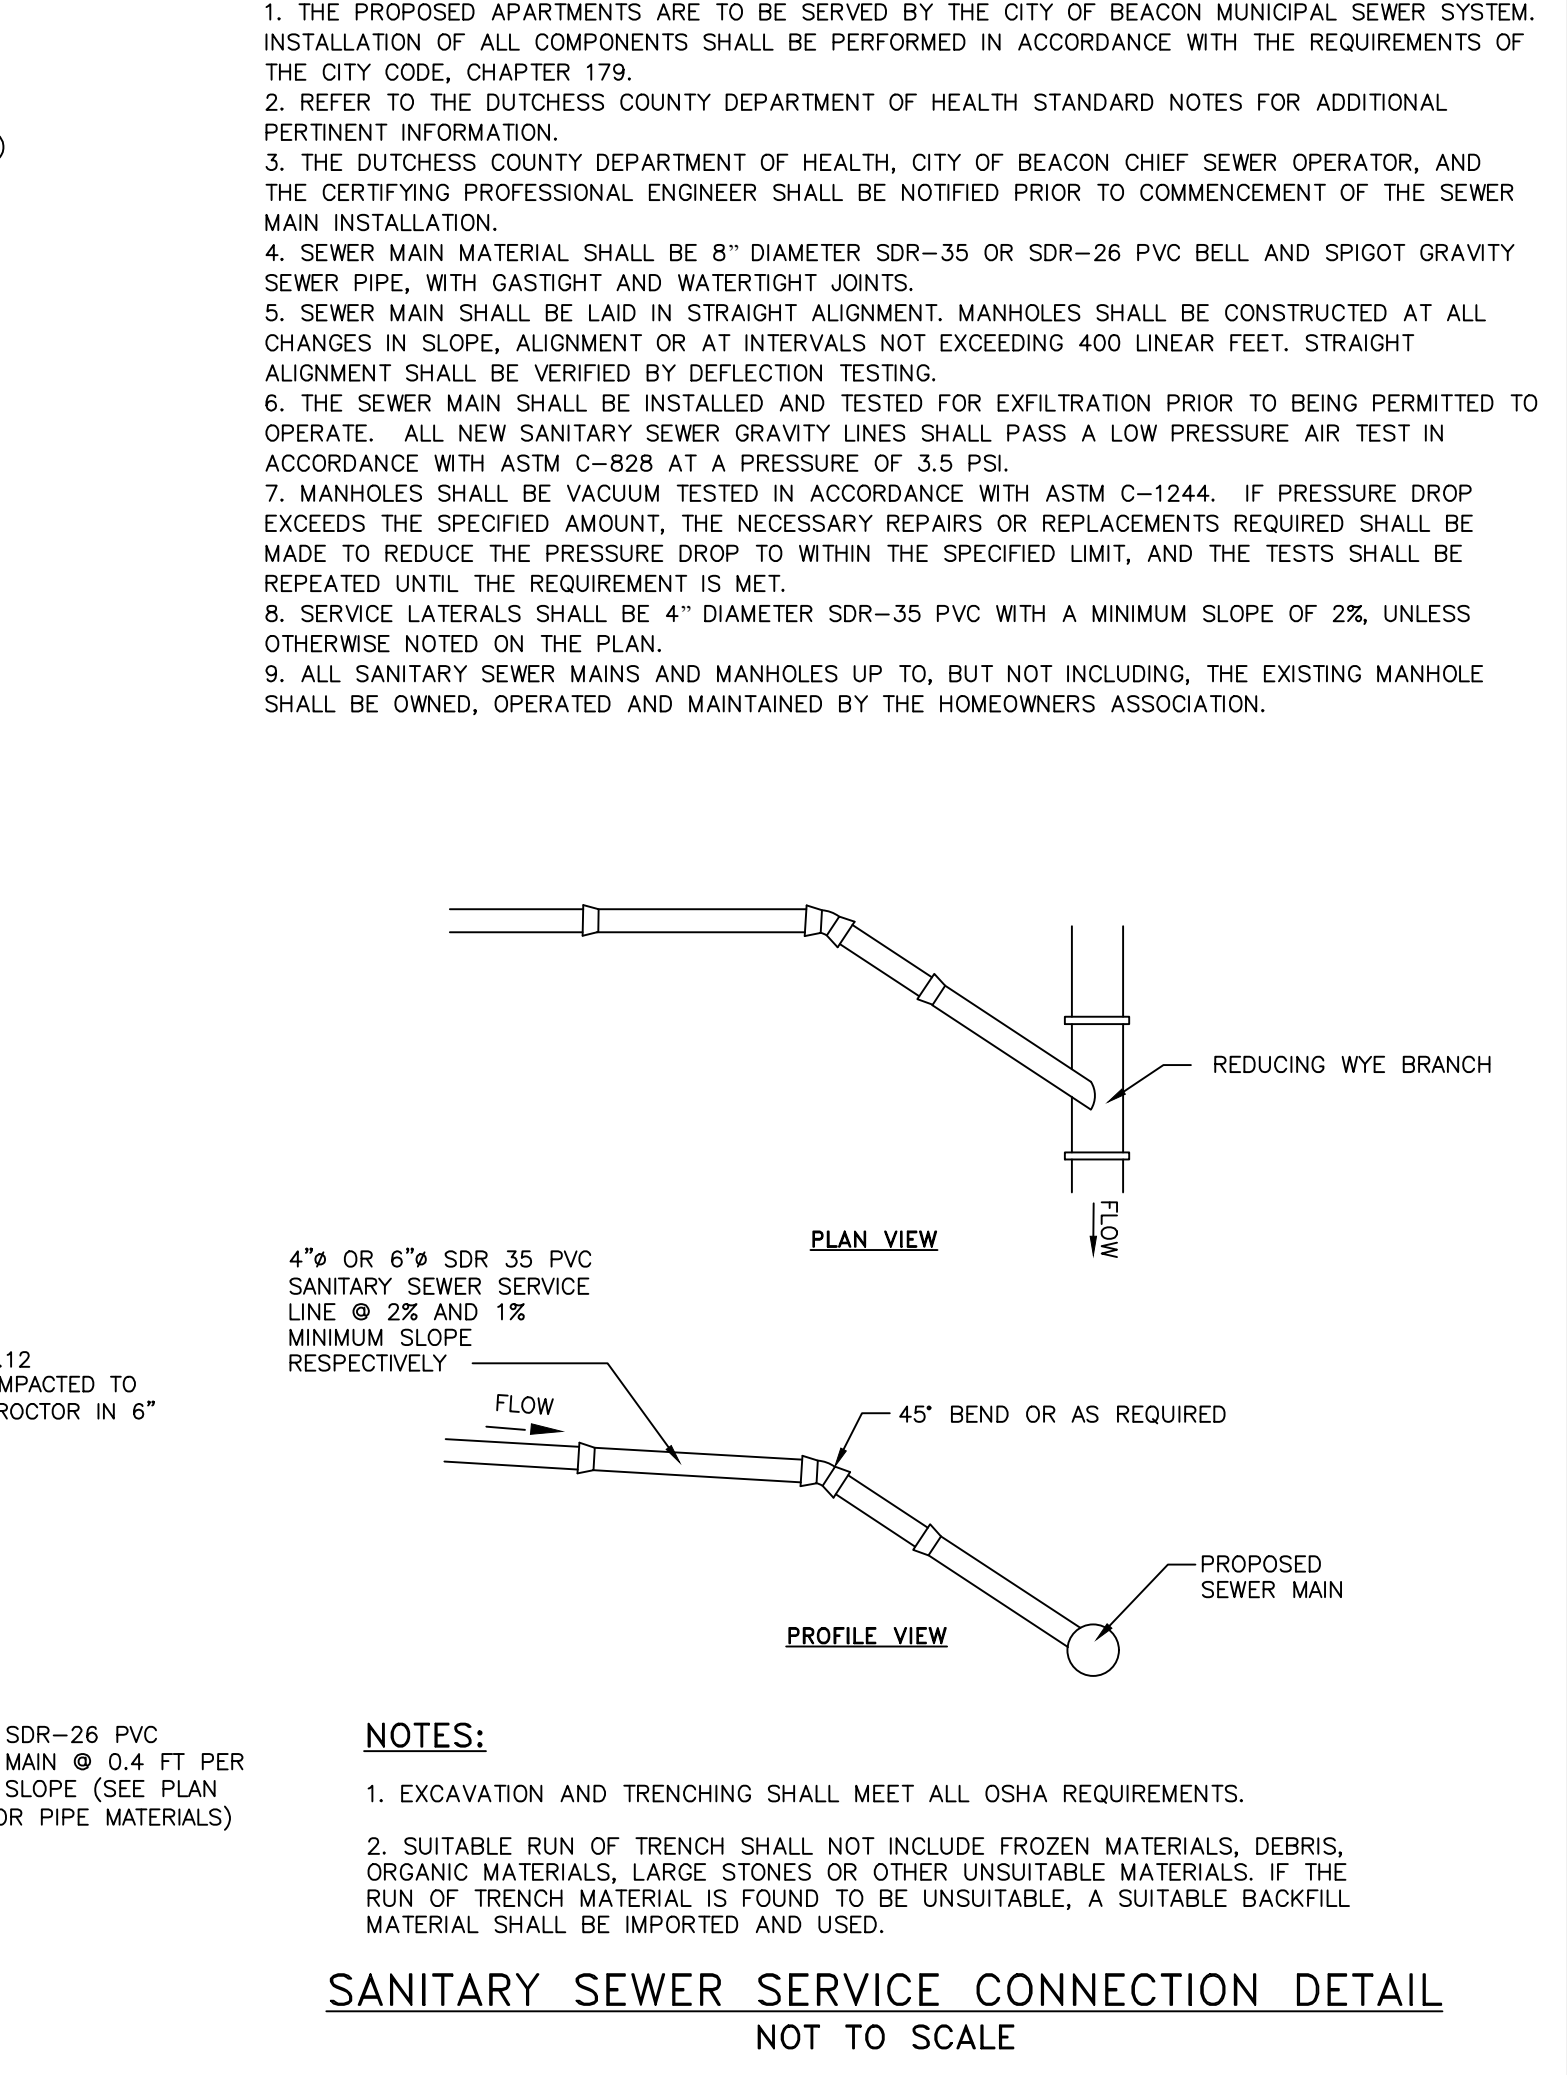 1. THE PROPOSED APARTMENTS ARE TO BE SERVED BY THE CITY OF BEACON MUNICIPAL SEWER SYSTEM.
INSTALLATION OF ALL COMPONENTS SHALL BE PERFORMED IN ACCORDANCE WITH THE REQUIREMENTS OF
THE CITY CODE, CHAPTER 179.
2. REFER TO THE DUTCHESS COUNTY DEPARTMENT OF HEALTH STANDARD NOTES FOR ADDITIONAL
PERTINENT INFORMATION.
3. THE DUTCHESS COUNTY DEPARTMENT OF HEALTH, CITY OF BEACON CHIEF SEWER OPERATOR, AND
THE CERTIFYING PROFESSIONAL ENGINEER SHALL BE NOTIFIED PRIOR TO COMMENCEMENT OF THE SEWER
MAIN INSTALLATION.
4. SEWER MAIN MATERIAL SHALL BE 8” DIAMETER SDR-35 OR SDR-26 PVC BELL AND SPIGOT GRAVITY
SEWER PIPE, WITH GASTIGHT AND WATERTIGHT JOINTS.
5. SEWER MAIN SHALL BE LAID IN STRAIGHT ALIGNMENT. MANHOLES SHALL BE CONSTRUCTED AT ALL
CHANGES IN SLOPE, ALIGNMENT OR AT INTERVALS NOT EXCEEDING 400 LINEAR FEET. STRAIGHT
ALIGNMENT SHALL BE VERIFIED BY DEFLECTION TESTING.
6. THE SEWER MAIN SHALL BE INSTALLED AND TESTED FOR EXFILTRATION PRIOR TO BEING PERMITTED TO
OPERATE. ALL NEW SANITARY SEWER GRAVITY LINES SHALL PASS A LOW PRESSURE AIR TEST IN
ACCORDANCE WITH ASTM C-828 AT A PRESSURE OF 3.5 PSI.
7. MANHOLES SHALL BE VACUUM TESTED IN ACCORDANCE WITH ASTM C-1244. IF PRESSURE DROP
EXCEEDS THE SPECIFIED AMOUNT, THE NECESSARY REPAIRS OR REPLACEMENTS REQUIRED SHALL BE
MADE TO REDUCE THE PRESSURE DROP TO WITHIN THE SPECIFIED LIMIT, AND THE TESTS SHALL BE
REPEATED UNTIL THE REQUIREMENT IS MET.
8. SERVICE LATERALS SHALL BE 4” DIAMETER SDR-35 PVC WITH A MINIMUM SLOPE OF 2%, UNLESS
OTHERWISE NOTED ON THE PLAN.
9. ALL SANITARY SEWER MAINS AND MANHOLES UP TO, BUT NOT INCLUDING, THE EXISTING MANHOLE
SHALL BE OWNED, OPERATED AND MAINTAINED BY THE HOMEOWNERS ASSOCIATION.
)
REDUCING WYE BRANCH
FLOW
PLAN VIEW
4”ø OR 6”ø SDR 35 PVC
SANITARY SEWER SERVICE
LINE @ 2% AND 1%
MINIMUM SLOPE
RESPECTIVELY
.12
MPACTED TO
ROCTOR IN 6”
FLOW
45° BEND OR AS REQUIRED
PROPOSED
SEWER MAIN
PROFILE VIEW
SDR-26 PVC
MAIN @ 0.4 FT PER
SLOPE (SEE PLAN
OR PIPE MATERIALS)
NOTES:
1. EXCAVATION AND TRENCHING SHALL MEET ALL OSHA REQUIREMENTS.
2. SUITABLE RUN OF TRENCH SHALL NOT INCLUDE FROZEN MATERIALS, DEBRIS,
ORGANIC MATERIALS, LARGE STONES OR OTHER UNSUITABLE MATERIALS. IF THE
RUN OF TRENCH MATERIAL IS FOUND TO BE UNSUITABLE, A SUITABLE BACKFILL
MATERIAL SHALL BE IMPORTED AND USED.
SANITARY SEWER SERVICE CONNECTION DETAIL
NOT TO SCALE